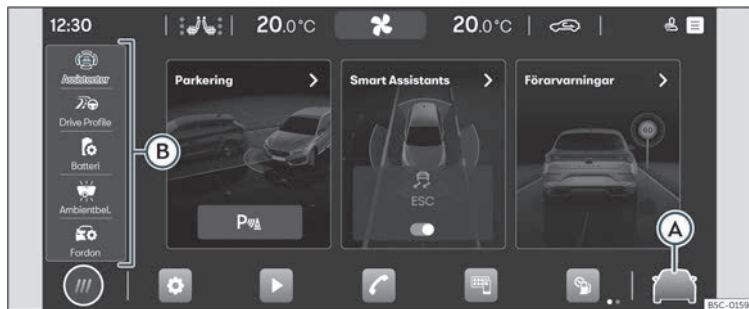 12:30
20.0°C
20.0°C
Assistenter
Drive Profile
Batteri
Ambientbel.
Fordon
B
Parkering
P
Smart Assistants
ESC
Förarvarningar
60
A
B5C-0159